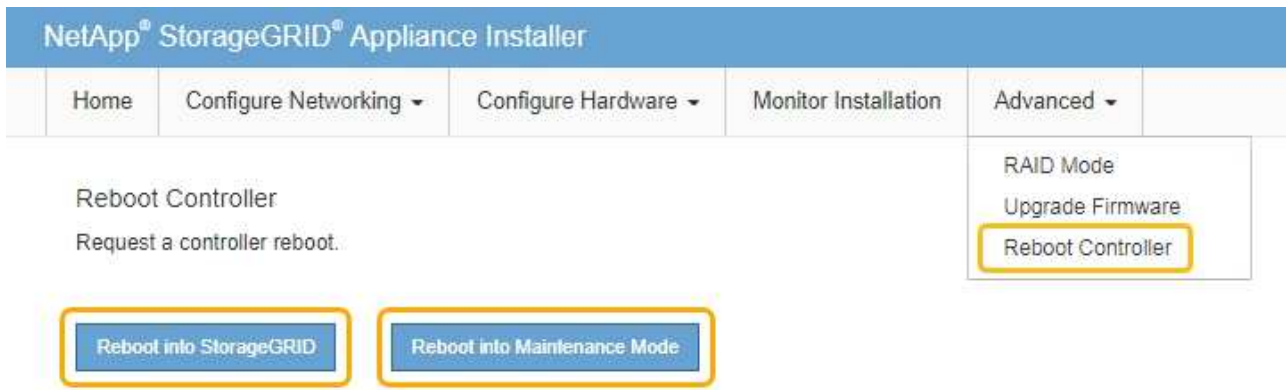 NetApp® StorageGRID® Appliance Installer
Home Configure Networking Configure Hardware Monitor Installation Advanced
RAID Mode
Upgrade Firmware
Reboot Controller
Reboot Controller
Request a controller reboot.
Reboot into StorageGRID Reboot into Maintenance Mode